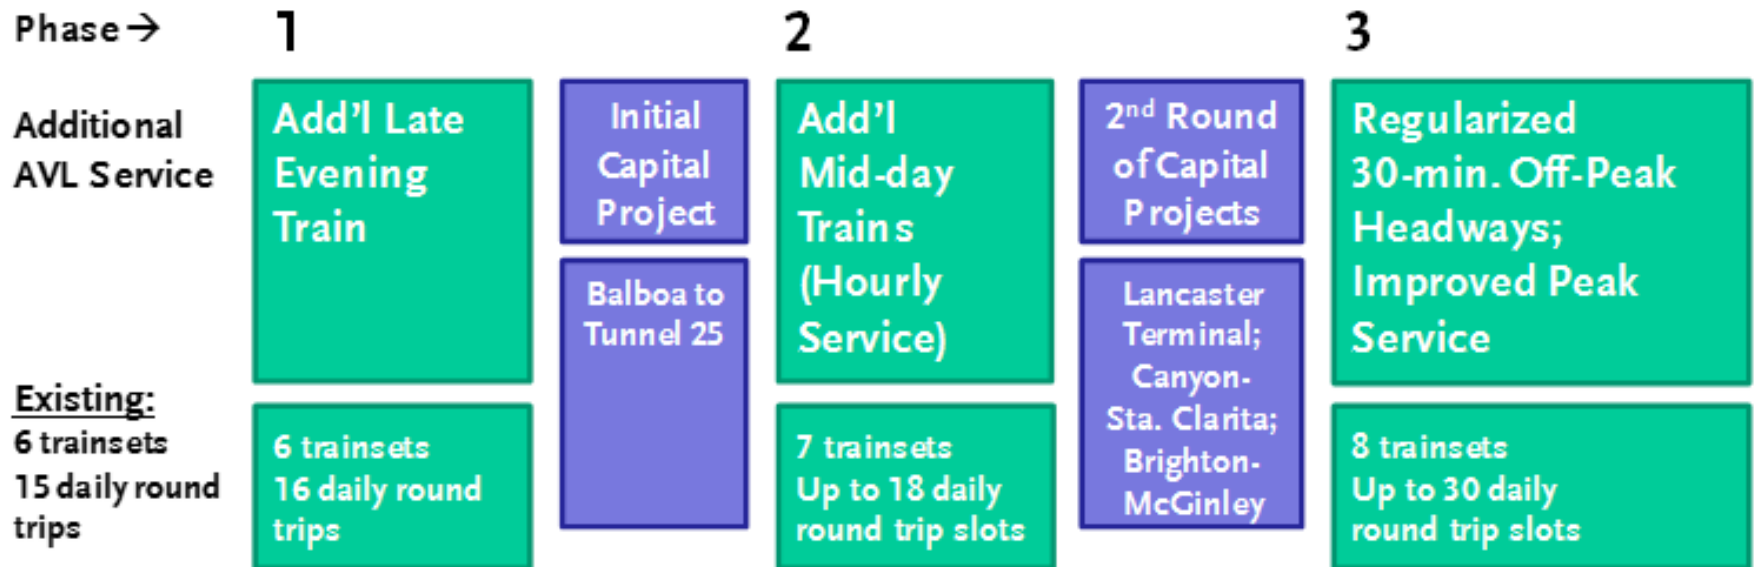 Phase → 1 2 3
Additional
AVL Service
Existing:
6 trainsets
15 daily round
trips
Add'l Late
Evening
Train
6 trainsets
16 daily round
trips
Initial
Capital
Project
Balboa to
Tunnel 25
Add'l
Mid-day
Trains
(Hourly
Service)
7 trainsets
Up to 18 daily
round trip slots
2nd Round
of Capital
Projects
Lancaster
Terminal;
Canyon-
Sta. Clarita;
Brighton-
McGinley
Regularized
30-min. Off-Peak
Headways;
Improved Peak
Service
8 trainsets
Up to 30 daily
round trip slots